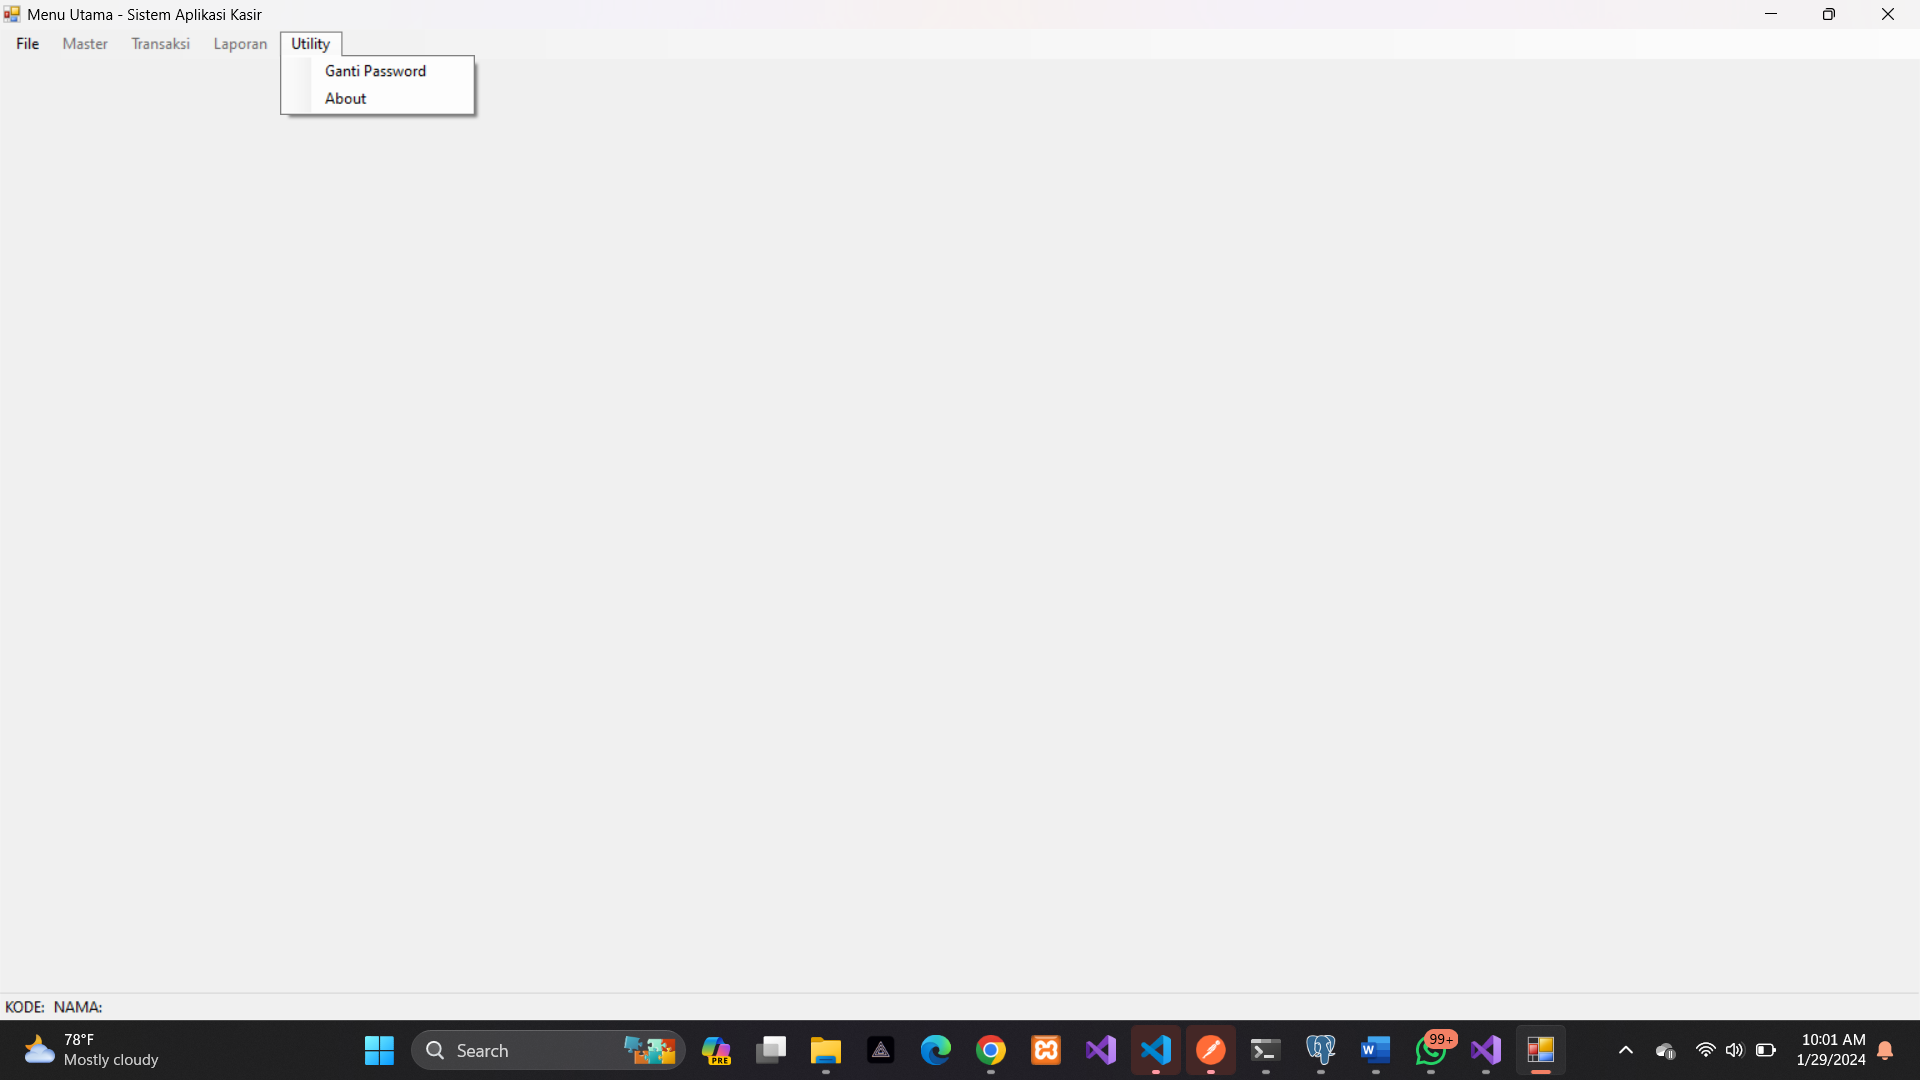 Menu Utama - Sistem Aplikasi Kasir
File Master Transaksi Laporan Utility
Ganti Password
About
KODE: NAMA:
78°F
Mostly cloudy
Search
PRE
99+
10:01 AM
1/29/2024